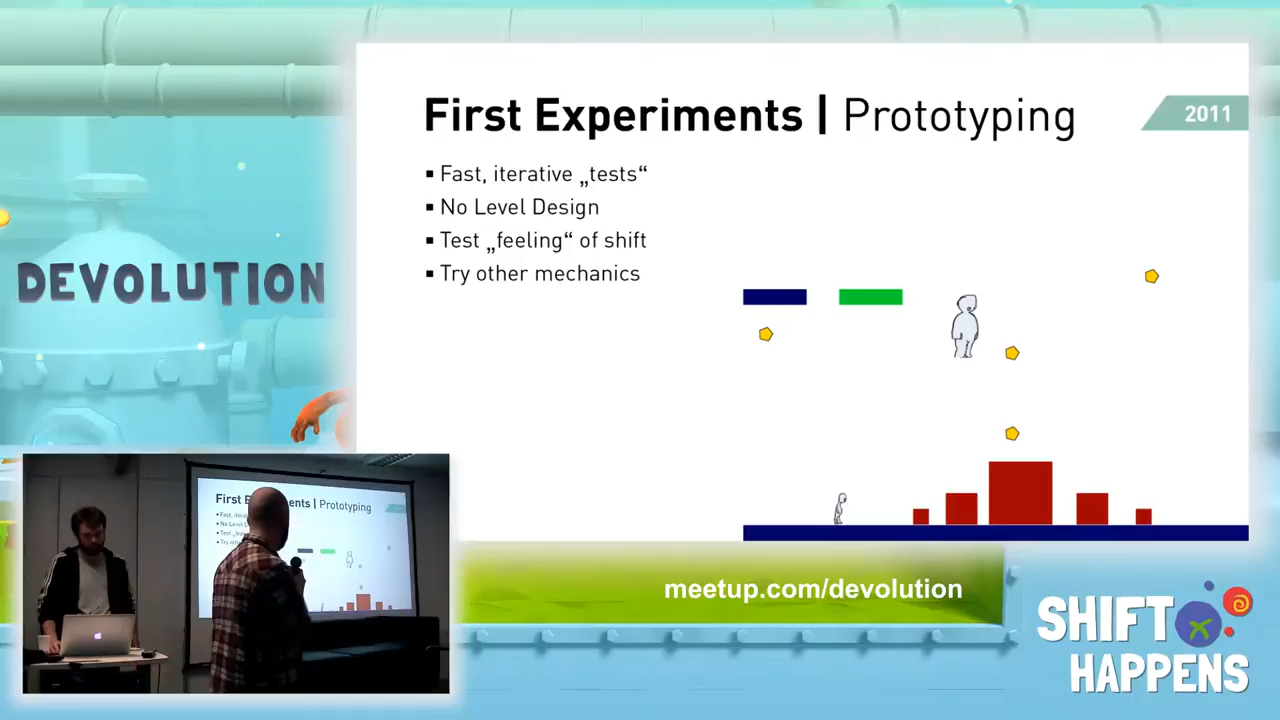 First Experiments | Prototyping
2011
▪ Fast, iterative „tests“
▪ No Level Design
▪ Test „feeling“ of shift
▪ Try other mechanics
DEVOLUTION
First E ents | Prototyping
meetup.com/devolution
SHIFT
HAPPENS